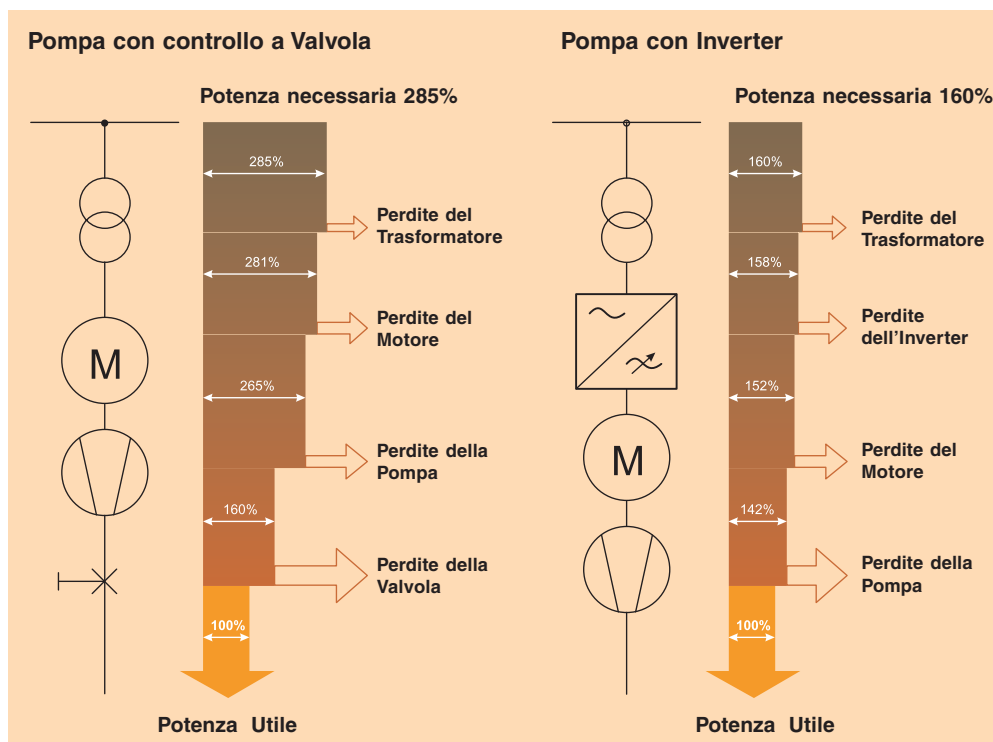 Pompa con controllo a Valvola
Potenza necessaria 285%
285%
Perdite del
Trasformatore
281%
Perdite del
Motore
M
265%
Perdite della
Pompa
160%
Perdite della
Valvola
100%
Potenza Utile
Pompa con Inverter
Potenza necessaria 160%
160%
Perdite del
Trasformatore
158%
Perdite
dell'Inverter
152%
Perdite del
Motore
M
142%
Perdite della
Pompa
100%
Potenza Utile